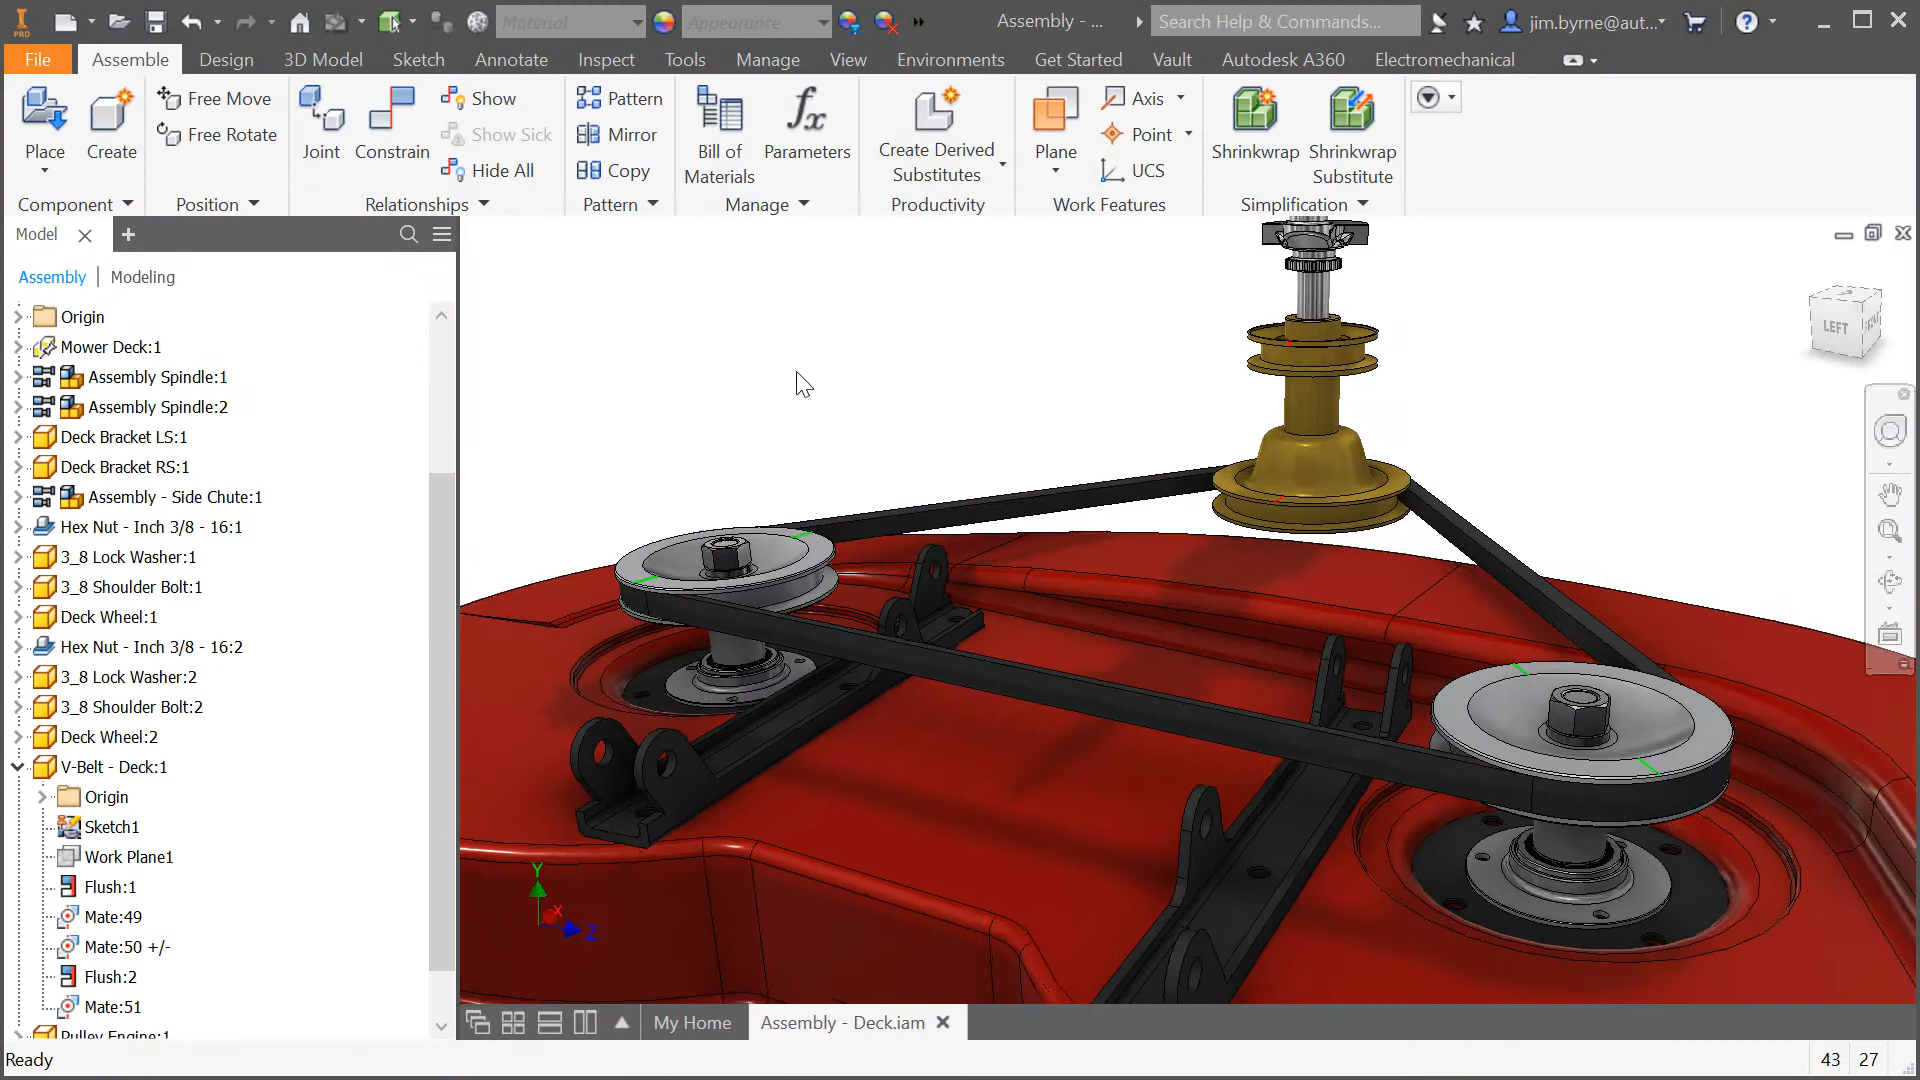 PRO
Material
Appearance
Assembly - ...
Search Help & Commands...
jim.byrne@aut...
File
Assemble
Design
3D Model
Sketch
Annotate
Inspect
Tools
Manage
View
Environments
Get Started
Vault
Autodesk A360
Electromechanical
Place
Create
Free Move
Free Rotate
Joint
Constrain
Show
Show Sick
Hide All
Pattern
Mirror
Copy
Bill of
Materials
fx
Parameters
Create Derived
Substitutes
Plane
Axis
Point
UCS
Shrinkwrap
Shrinkwrap
Substitute
Component
Position
Relationships
Pattern
Manage
Productivity
Work Features
Simplification
Model
Assembly
Modeling
Origin
Mower Deck:1
Assembly Spindle:1
Assembly Spindle:2
Deck Bracket LS:1
Deck Bracket RS:1
Assembly - Side Chute:1
Hex Nut - Inch 3/8 - 16:1
3_8 Lock Washer:1
3_8 Shoulder Bolt:1
Deck Wheel:1
Hex Nut - Inch 3/8 - 16:2
3_8 Lock Washer:2
3_8 Shoulder Bolt:2
Deck Wheel:2
V-Belt - Deck:1
Origin
Sketch1
Work Plane1
Flush:1
Mate:49
Mate:50 +/-
Flush:2
Mate:51
Pulley Engine:1
LEFT
Y
X
Z
My Home
Assembly - Deck.iam
Ready
43
27